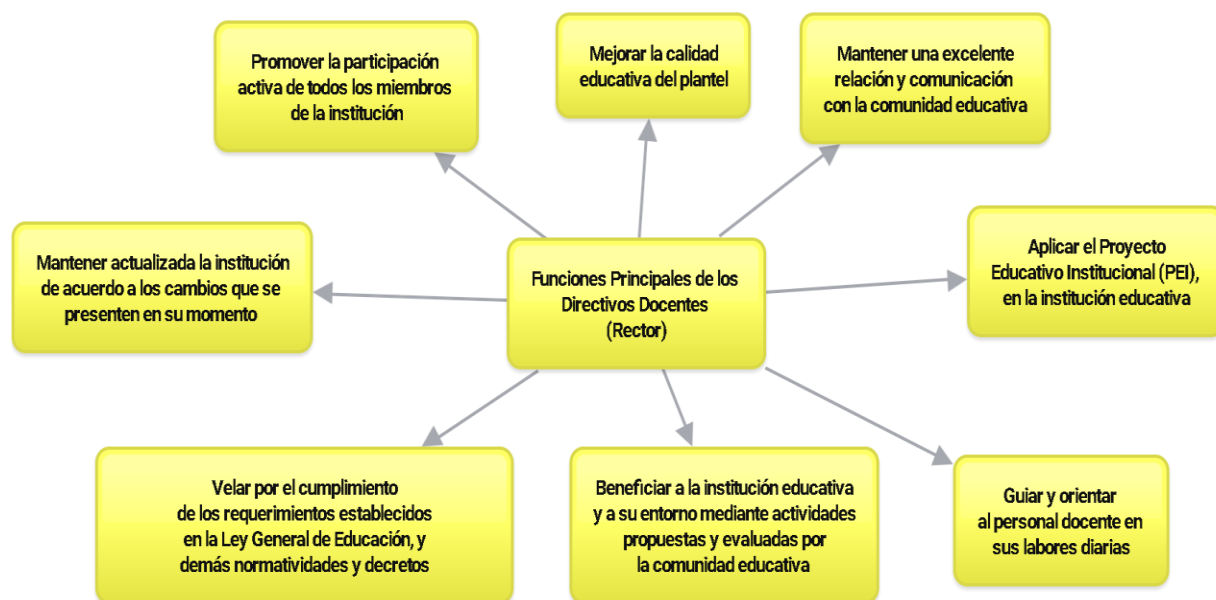 Promover la participación
activa de todos los miembros
de la institución
Mejorar la calidad
educativa del plantel
Mantener una excelente
relación y comunicación
con la comunidad educativa
Mantener actualizada la institución
de acuerdo a los cambios que se
presenten en su momento
Funciones Principales de los
Directivos Docentes
(Rector)
Aplicar el Proyecto
Educativo Institucional (PEI),
en la institución educativa
Velar por el cumplimiento
de los requerimientos establecidos
en la Ley General de Educación, y
demás normatividades y decretos
Beneficiar a la institución educativa
y a su entorno mediante actividades
propuestas y evaluadas por
la comunidad educativa
Guiar y orientar
al personal docente en
sus labores diarias